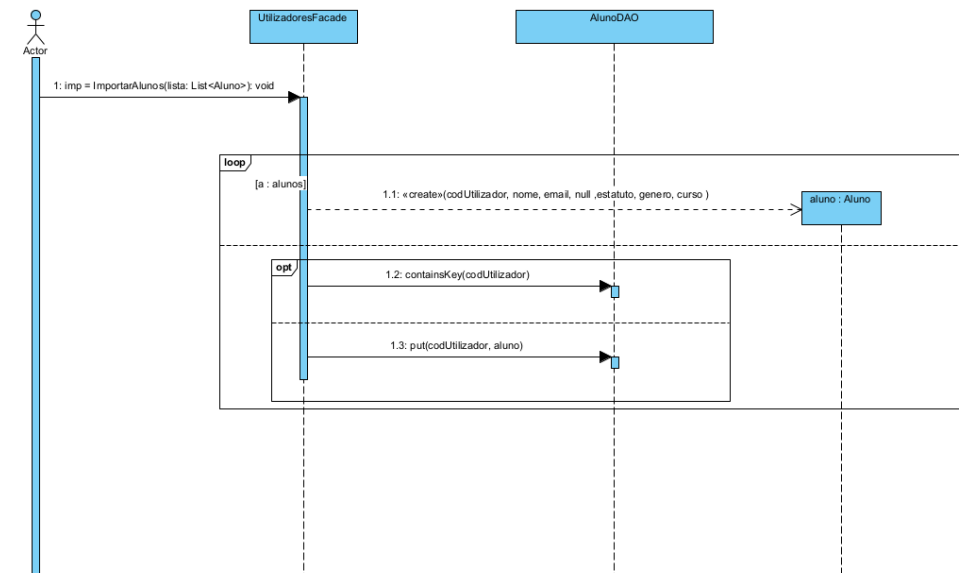 UtilizadoresFacade
AlunoDAO
Actor
1: imp = ImportarAlunos(lista: List<Aluno>): void
loop
[a : alunos]
1.1: «create»(codUtilizador, nome, email, null ,estatuto, genero, curso )
aluno : Aluno
opt
1.2: containsKey(codUtilizador)
1.3: put(codUtilizador, aluno)